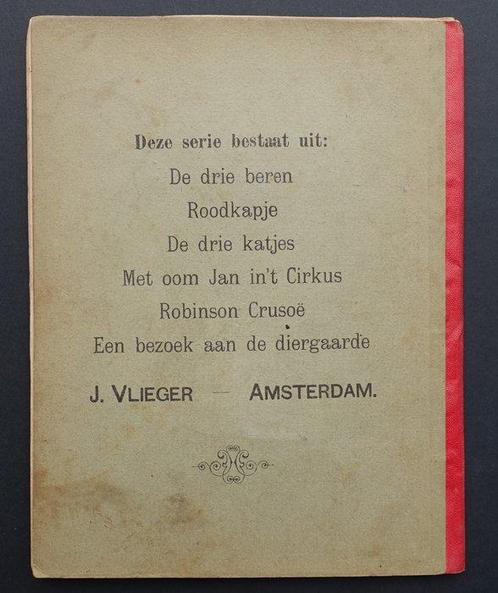 Deze serie bestaat uit:
De drie beren
Roodkapje
De drie katjes
Met oom Jan in't Cirkus
Robinson Crusoë
Een bezoek aan de diergaarde
J. VLIEGER — AMSTERDAM.